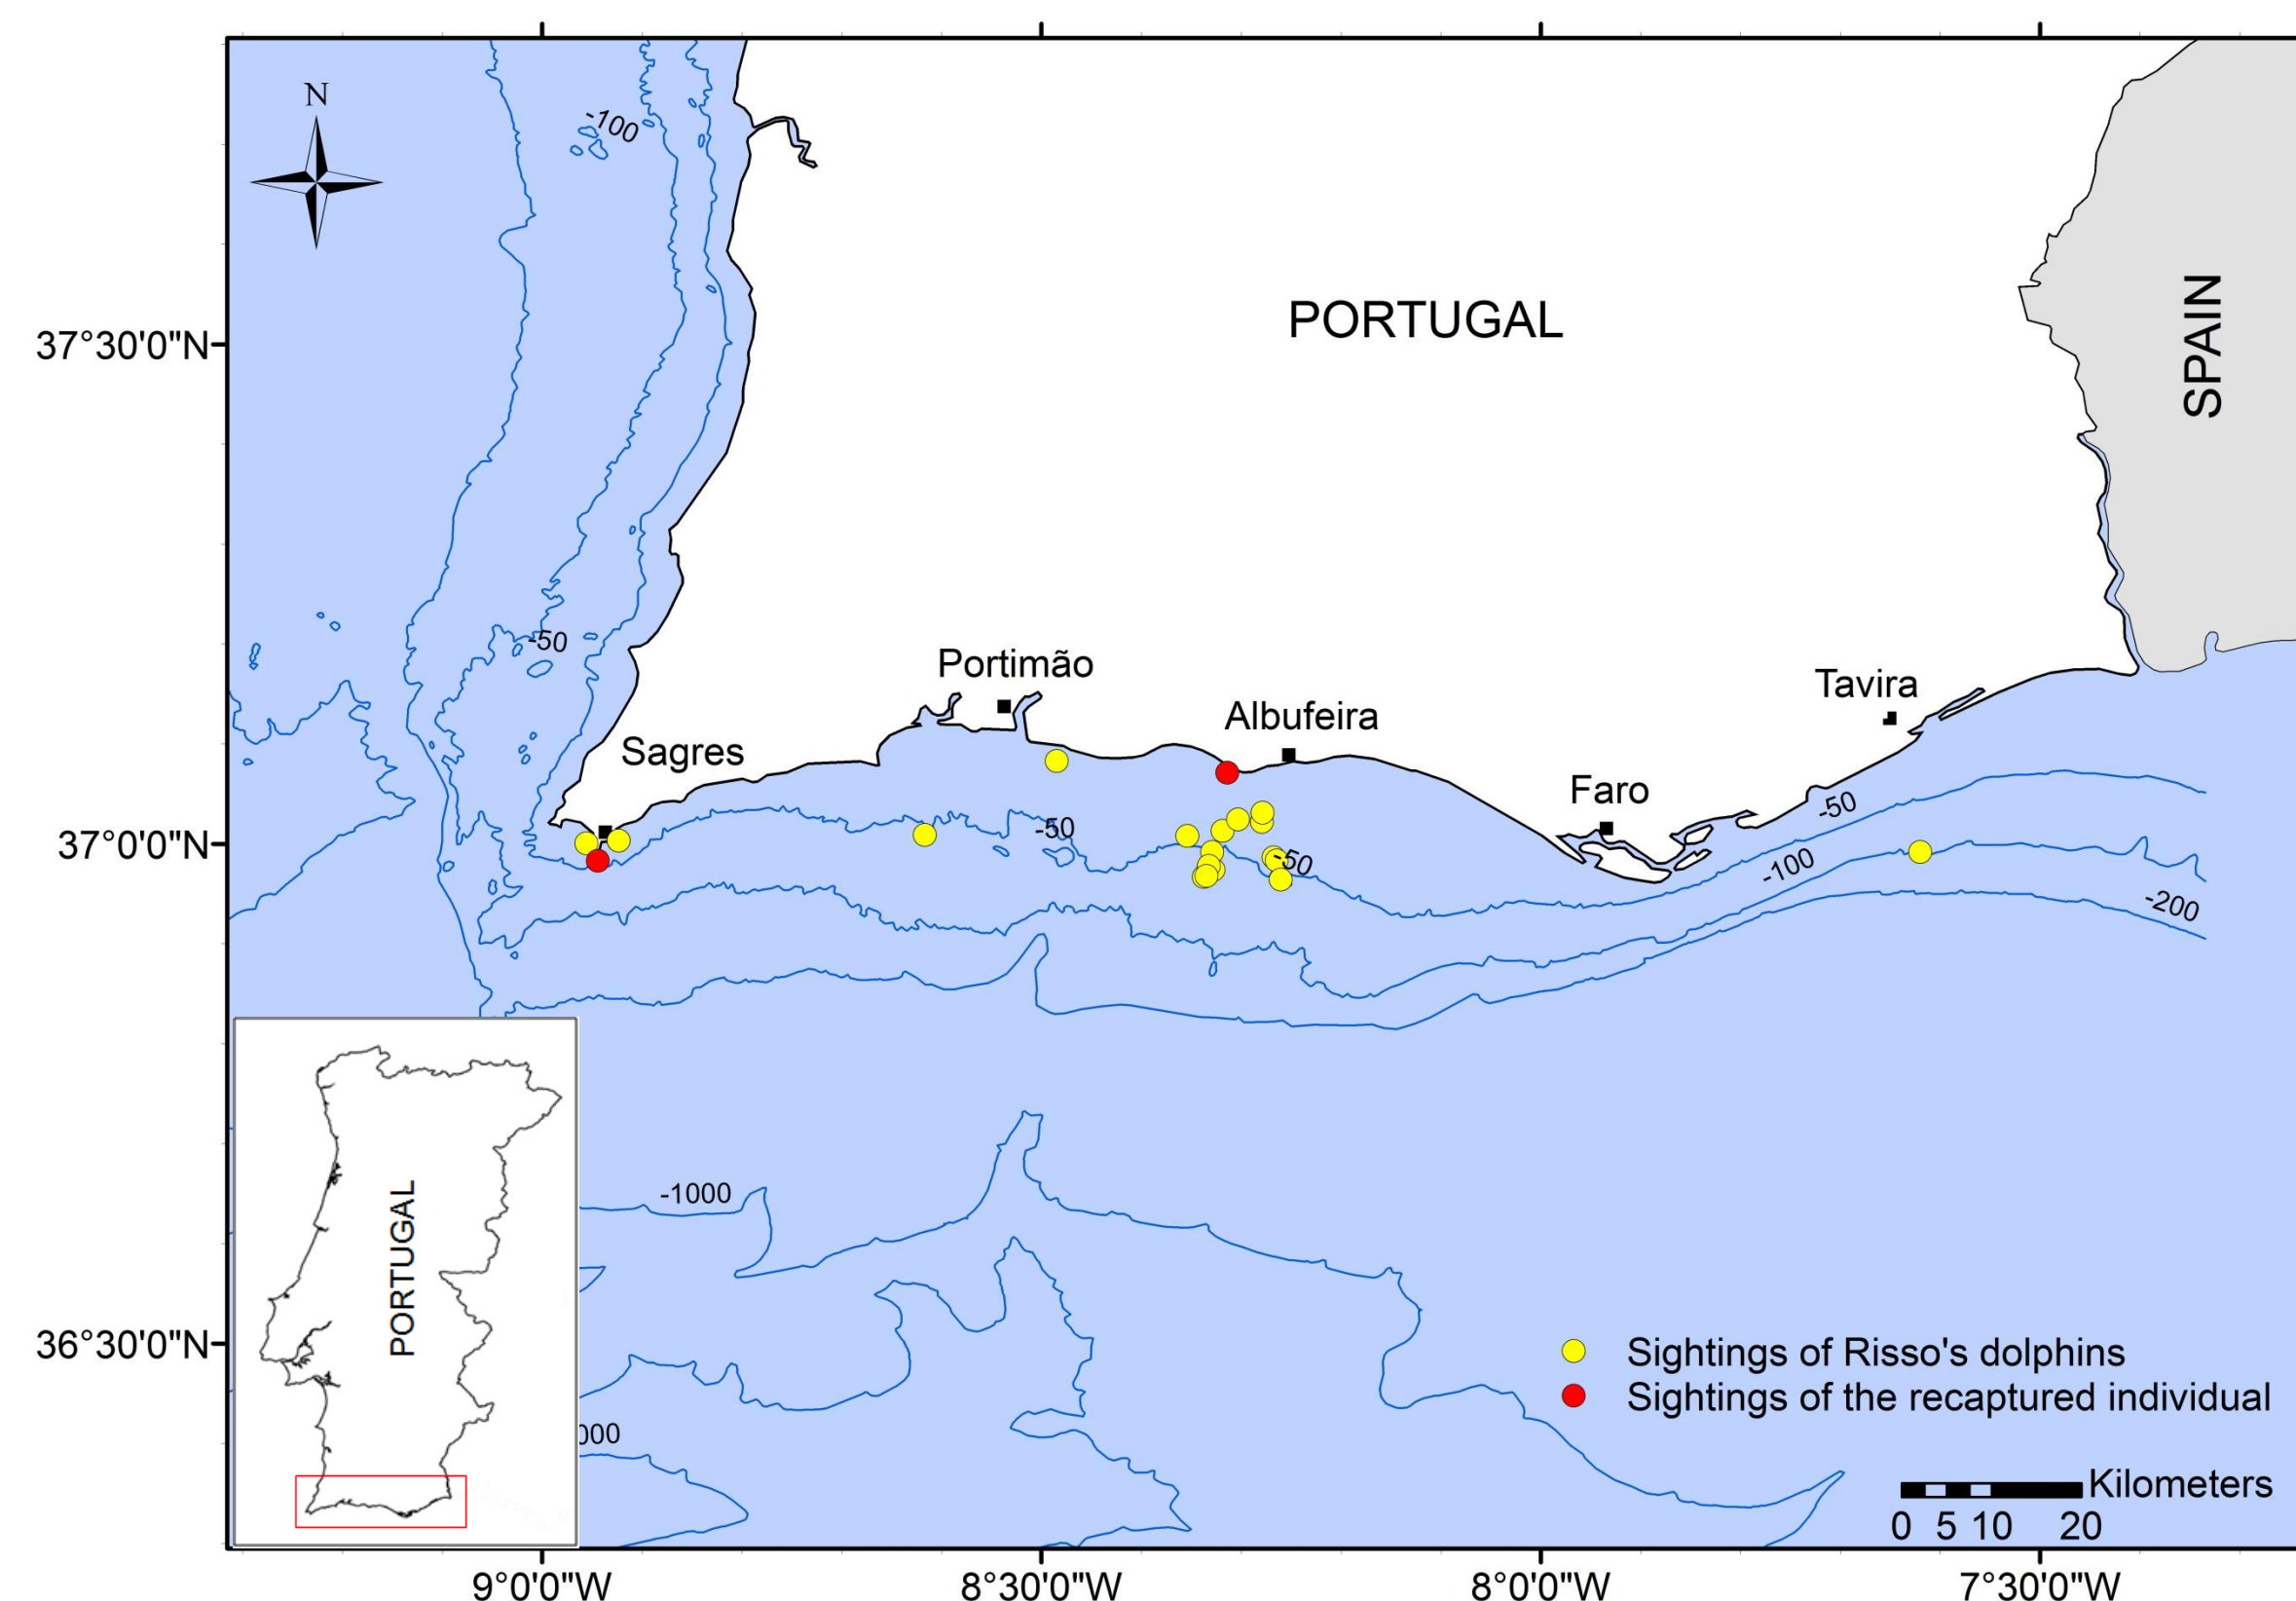 N
-100
PORTUGAL
SPAIN
37°30'0"N
-50
Portimão
Tavira
Albufeira
Sagres
Faro
-50
-50
37°0'0"N
-50
-100
-200
PORTUGAL
-1000
36°30'0"N
Sightings of Risso's dolphins
Sightings of the recaptured individual
000
Kilometers
0 5 10 20
9°0'0"W 8°30'0"W 8°0'0"W 7°30'0"W